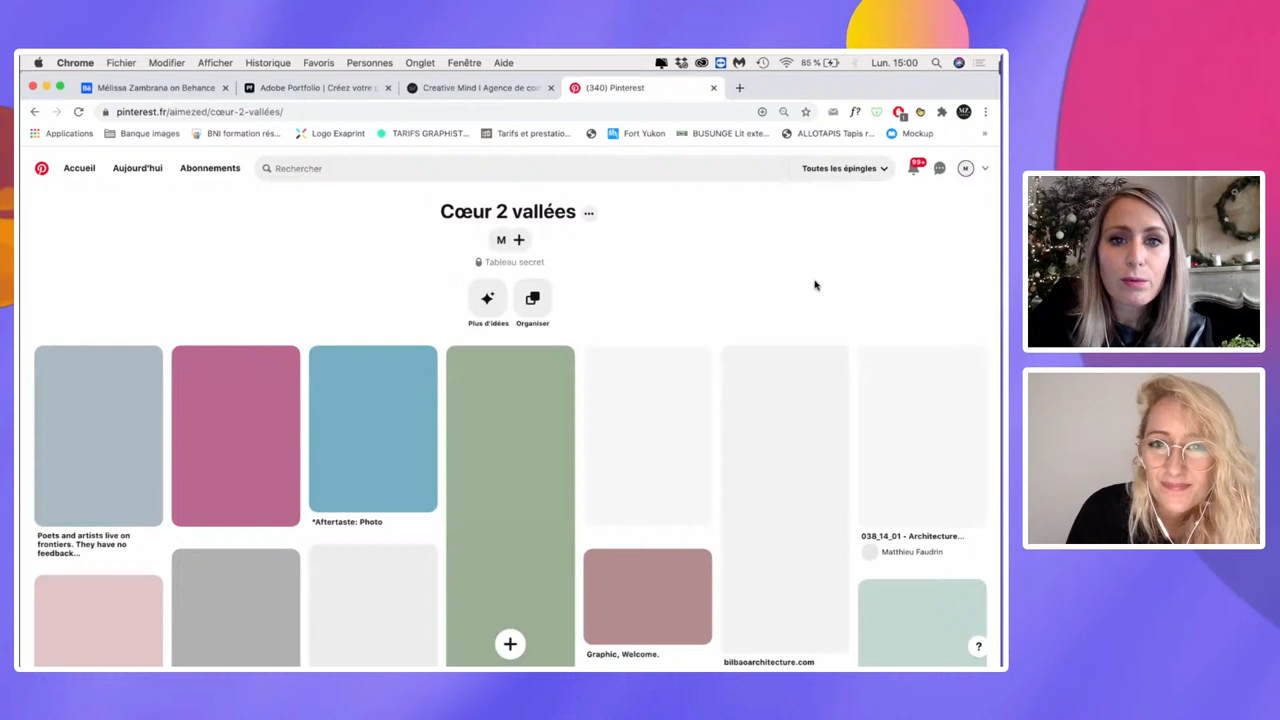 Chrome Fichier Modifier Afficher Historique Favoris Personnes Onglet Fenêtre Aide 85 % Lun. 15:00
Mélissa Zambrana on Behance Adobe Portfolio | Créez votre p Creative Mind I Agence de com (340) Pinterest
pinterest.fr/aimezed/cœur-2-vallées/
Applications Banque images BNI formation rés... Logo Exaprint TARIFS GRAPHIST... Tarifs et prestatio... Fort Yukon BUSUNGE Lit exte... ALLOTAPIS Tapis r... Mockup »
Accueil Aujourd'hui Abonnements Rechercher Toutes les épingles 99+ M
Cœur 2 vallées ...
M +
Tableau secret
Plus d'idées Organiser
*Aftertaste: Photo
Poets and artists live on
frontiers. They have no
feedback...
038_14_01 - Architecture...
Matthieu Faudrin
Graphic, Welcome.
bilbaoarchitecture.com
?